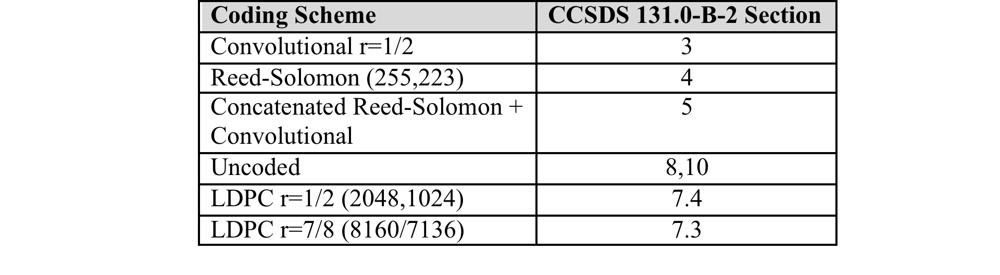 Coding Scheme CCSDS 131.0-B-2 Section
Convolutional r=1/2 3
Reed-Solomon (255,223) 4
Concatenated Reed-Solomon + 5
Convolutional
Uncoded 8,10
LDPC r=1/2 (2048,1024) 7.4
LDPC r=7/8 (8160/7136) 7.3